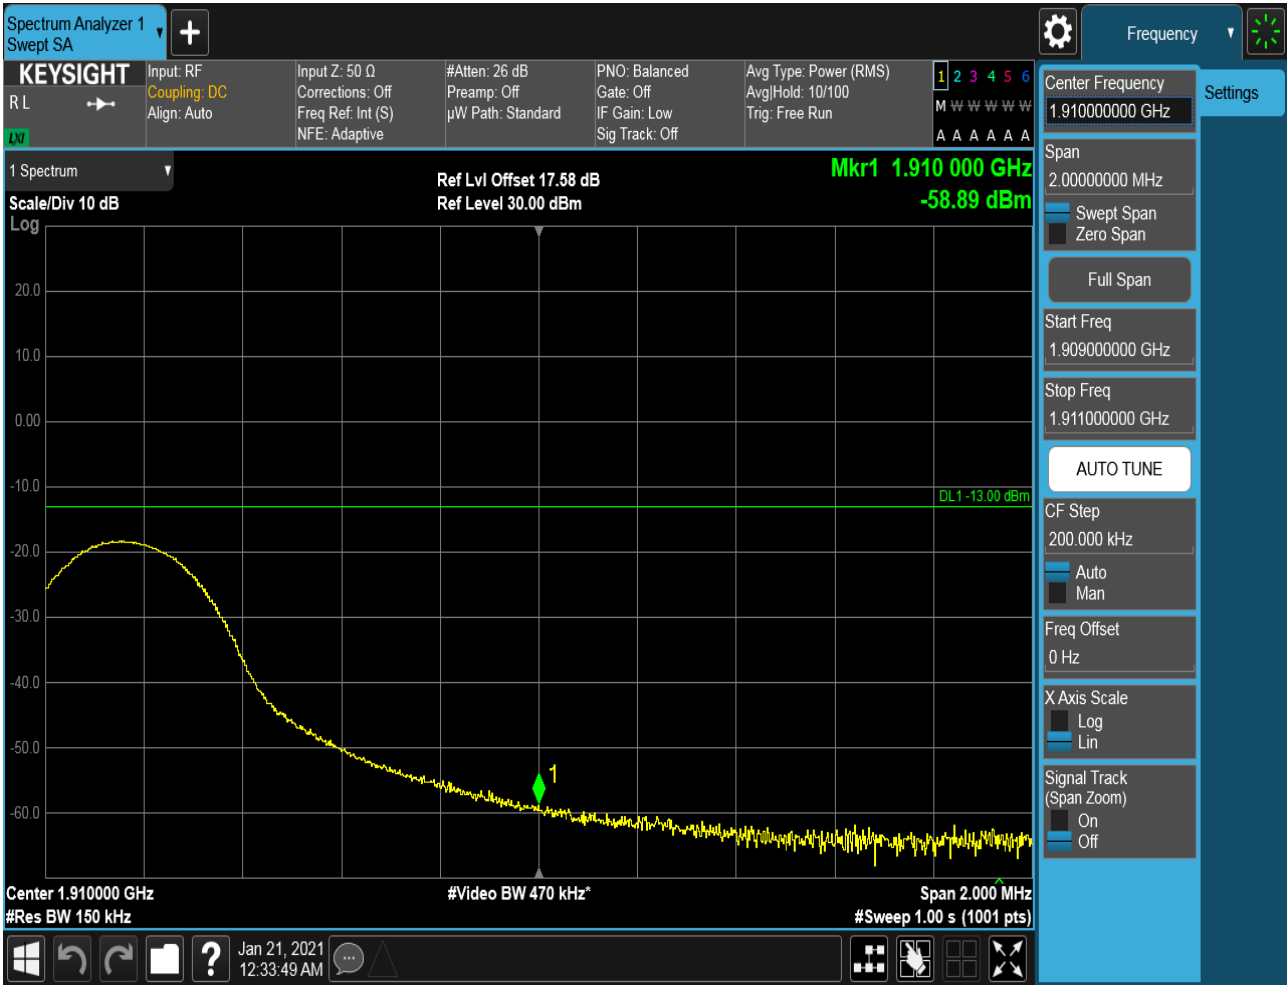 Spectrum Analyzer 1
Swept SA
Frequency
KEYSIGHT
R L
LXI
Input: RF
Coupling: DC
Align: Auto
Input Z: 50 Ω
Corrections: Off
Freq Ref: Int (S)
NFE: Adaptive
#Atten: 26 dB
Preamp: Off
µW Path: Standard
PNO: Balanced
Gate: Off
IF Gain: Low
Sig Track: Off
Avg Type: Power (RMS)
Avg|Hold: 10/100
Trig: Free Run
1 2 3 4 5 6
M W W W W W
A A A A A A
1 Spectrum
Scale/Div 10 dB
Log
Ref Lvl Offset 17.58 dB
Ref Level 30.00 dBm
Mkr1 1.910 000 GHz
-58.89 dBm
20.0
10.0
0.00
-10.0
-20.0
-30.0
-40.0
-50.0
-60.0
DL1 -13.00 dBm
1
Center 1.910000 GHz
#Res BW 150 kHz
#Video BW 470 kHz*
Span 2.000 MHz
#Sweep 1.00 s (1001 pts)
Center Frequency
1.910000000 GHz
Settings
Span
2.00000000 MHz
Swept Span
Zero Span
Full Span
Start Freq
1.909000000 GHz
Stop Freq
1.911000000 GHz
AUTO TUNE
CF Step
200.000 kHz
Auto
Man
Freq Offset
0 Hz
X Axis Scale
Log
Lin
Signal Track
(Span Zoom)
On
Off
?
Jan 21, 2021
12:33:49 AM